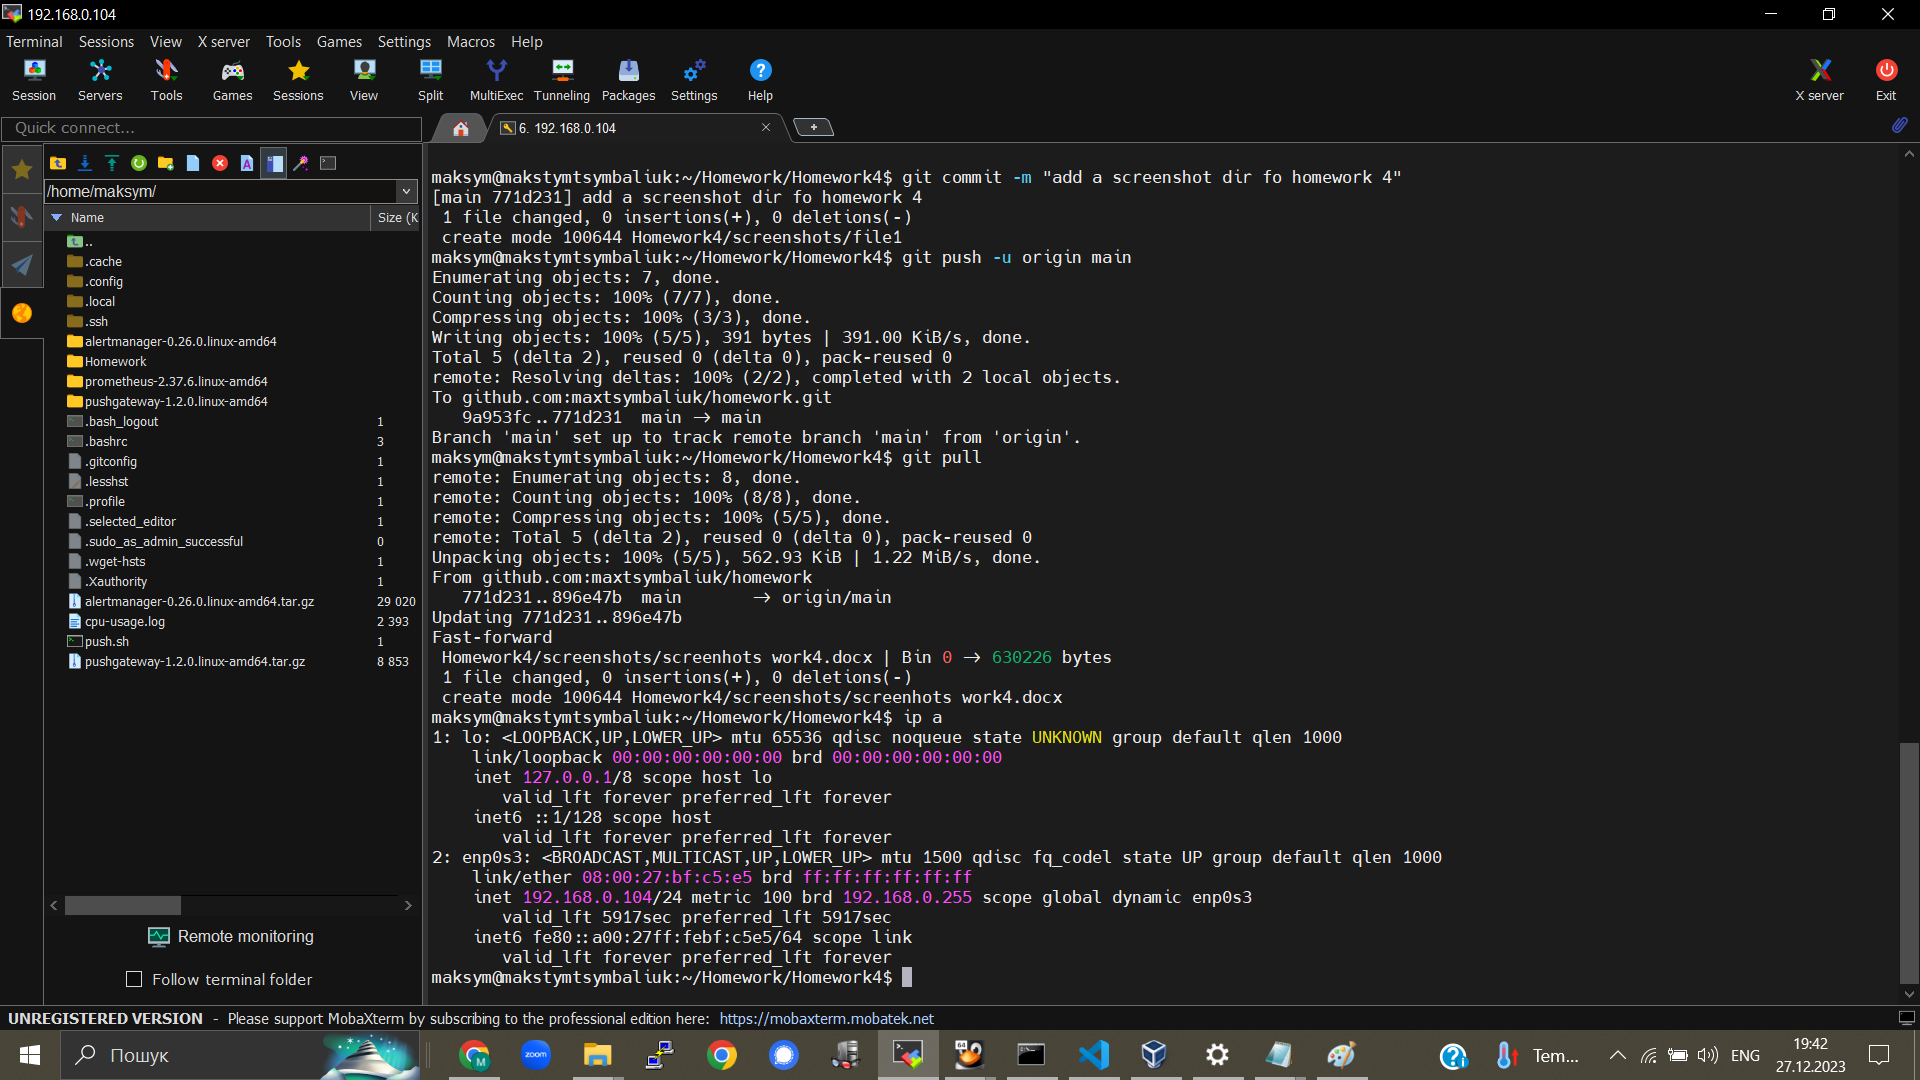 192.168.0.104
Terminal Sessions View X server Tools Games Settings Macros Help
Session Servers Tools Games Sessions View Split MultiExec Tunneling Packages Settings Help X server Exit
Quick connect...
6. 192.168.0.104
/home/maksym/
Name Size (K
..
.cache
.config
.local
.ssh
alertmanager-0.26.0.linux-amd64
Homework
prometheus-2.37.6.linux-amd64
pushgateway-1.2.0.linux-amd64
.bash_logout 1
.bashrc 3
.gitconfig 1
.lesshst 1
.profile 1
.selected_editor 1
.sudo_as_admin_successful 0
.wget-hsts 1
.Xauthority 1
alertmanager-0.26.0.linux-amd64.tar.gz 29 020
cpu-usage.log 2 393
push.sh 1
pushgateway-1.2.0.linux-amd64.tar.gz 8 853
Remote monitoring
Follow terminal folder
maksym@makstymtsymbaliuk:~/Homework/Homework4$ git commit -m "add a screenshot dir fo homework 4"
[main 771d231] add a screenshot dir fo homework 4
1 file changed, 0 insertions(+), 0 deletions(-)
create mode 100644 Homework4/screenshots/file1
maksym@makstymtsymbaliuk:~/Homework/Homework4$ git push -u origin main
Enumerating objects: 7, done.
Counting objects: 100% (7/7), done.
Compressing objects: 100% (3/3), done.
Writing objects: 100% (5/5), 391 bytes | 391.00 KiB/s, done.
Total 5 (delta 2), reused 0 (delta 0), pack-reused 0
remote: Resolving deltas: 100% (2/2), completed with 2 local objects.
To github.com:maxtsymbaliuk/homework.git
9a953fc..771d231 main -> main
Branch 'main' set up to track remote branch 'main' from 'origin'.
maksym@makstymtsymbaliuk:~/Homework/Homework4$ git pull
remote: Enumerating objects: 8, done.
remote: Counting objects: 100% (8/8), done.
remote: Compressing objects: 100% (5/5), done.
remote: Total 5 (delta 2), reused 0 (delta 0), pack-reused 0
Unpacking objects: 100% (5/5), 562.93 KiB | 1.22 MiB/s, done.
From github.com:maxtsymbaliuk/homework
771d231..896e47b main -> origin/main
Updating 771d231..896e47b
Fast-forward
Homework4/screenshots/screenhots work4.docx | Bin 0 -> 630226 bytes
1 file changed, 0 insertions(+), 0 deletions(-)
create mode 100644 Homework4/screenshots/screenhots work4.docx
maksym@makstymtsymbaliuk:~/Homework/Homework4$ ip a
1: lo: <LOOPBACK,UP,LOWER_UP> mtu 65536 qdisc noqueue state UNKNOWN group default qlen 1000
link/loopback 00:00:00:00:00:00 brd 00:00:00:00:00:00
inet 127.0.0.1/8 scope host lo
valid_lft forever preferred_lft forever
inet6 ::1/128 scope host
valid_lft forever preferred_lft forever
2: enp0s3: <BROADCAST,MULTICAST,UP,LOWER_UP> mtu 1500 qdisc fq_codel state UP group default qlen 1000
link/ether 08:00:27:bf:c5:e5 brd ff:ff:ff:ff:ff:ff
inet 192.168.0.104/24 metric 100 brd 192.168.0.255 scope global dynamic enp0s3
valid_lft 5917sec preferred_lft 5917sec
inet6 fe80::a00:27ff:febf:c5e5/64 scope link
valid_lft forever preferred_lft forever
maksym@makstymtsymbaliuk:~/Homework/Homework4$
UNREGISTERED VERSION - Please support MobaXterm by subscribing to the professional edition here: https://mobaxterm.mobatek.net
Пошук
M
zoom
64
Tem...
ENG
19:42
27.12.2023